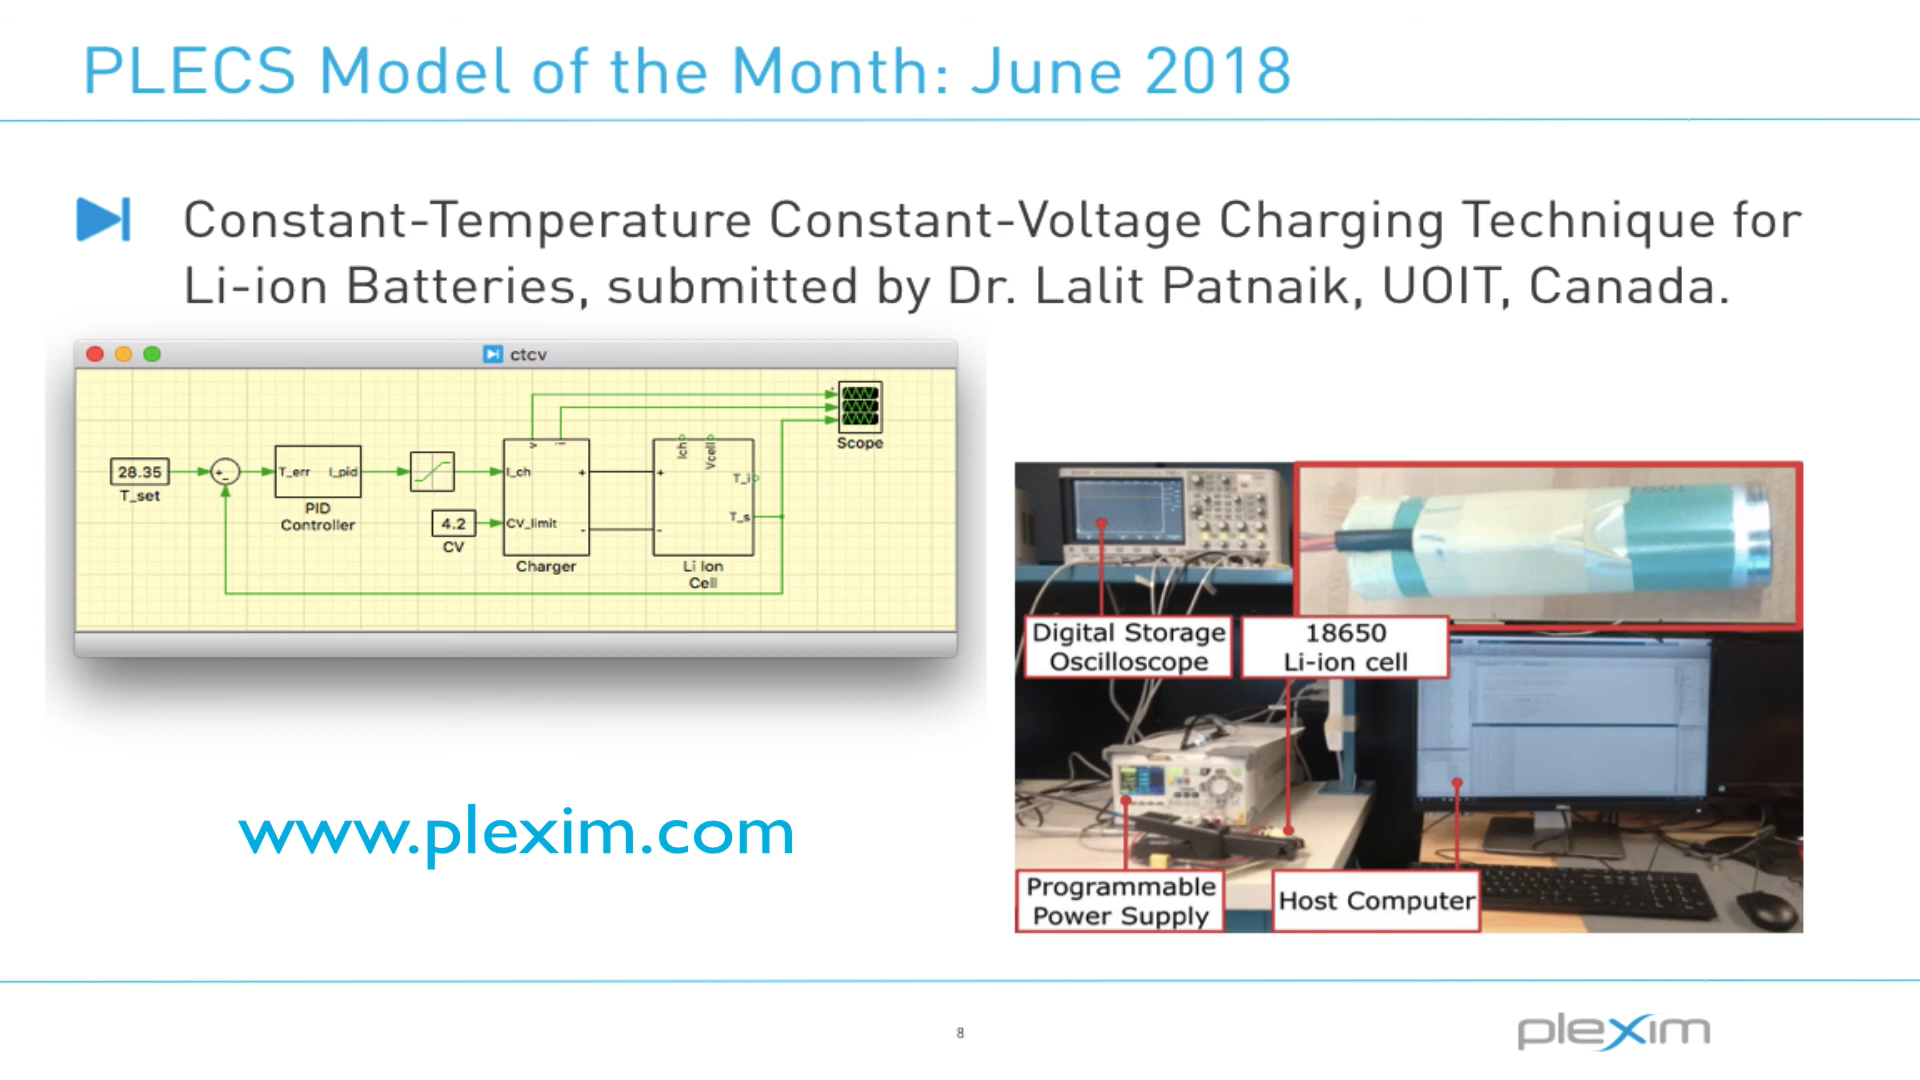 PLECS Model of the Month: June 2018
Constant-Temperature Constant-Voltage Charging Technique for
Li-ion Batteries, submitted by Dr. Lalit Patnaik, UOIT, Canada.
ctcv
Scope
28.35
T_set
T_err
I_pid
PID
Controller
4.2
CV
v
i
I_ch
CV_limit
Charger
Ich
Vcell
T_i
T_s
Li Ion
Cell
Digital Storage
Oscilloscope
18650
Li-ion cell
Programmable
Power Supply
Host Computer
www.plexim.com
8
plexim